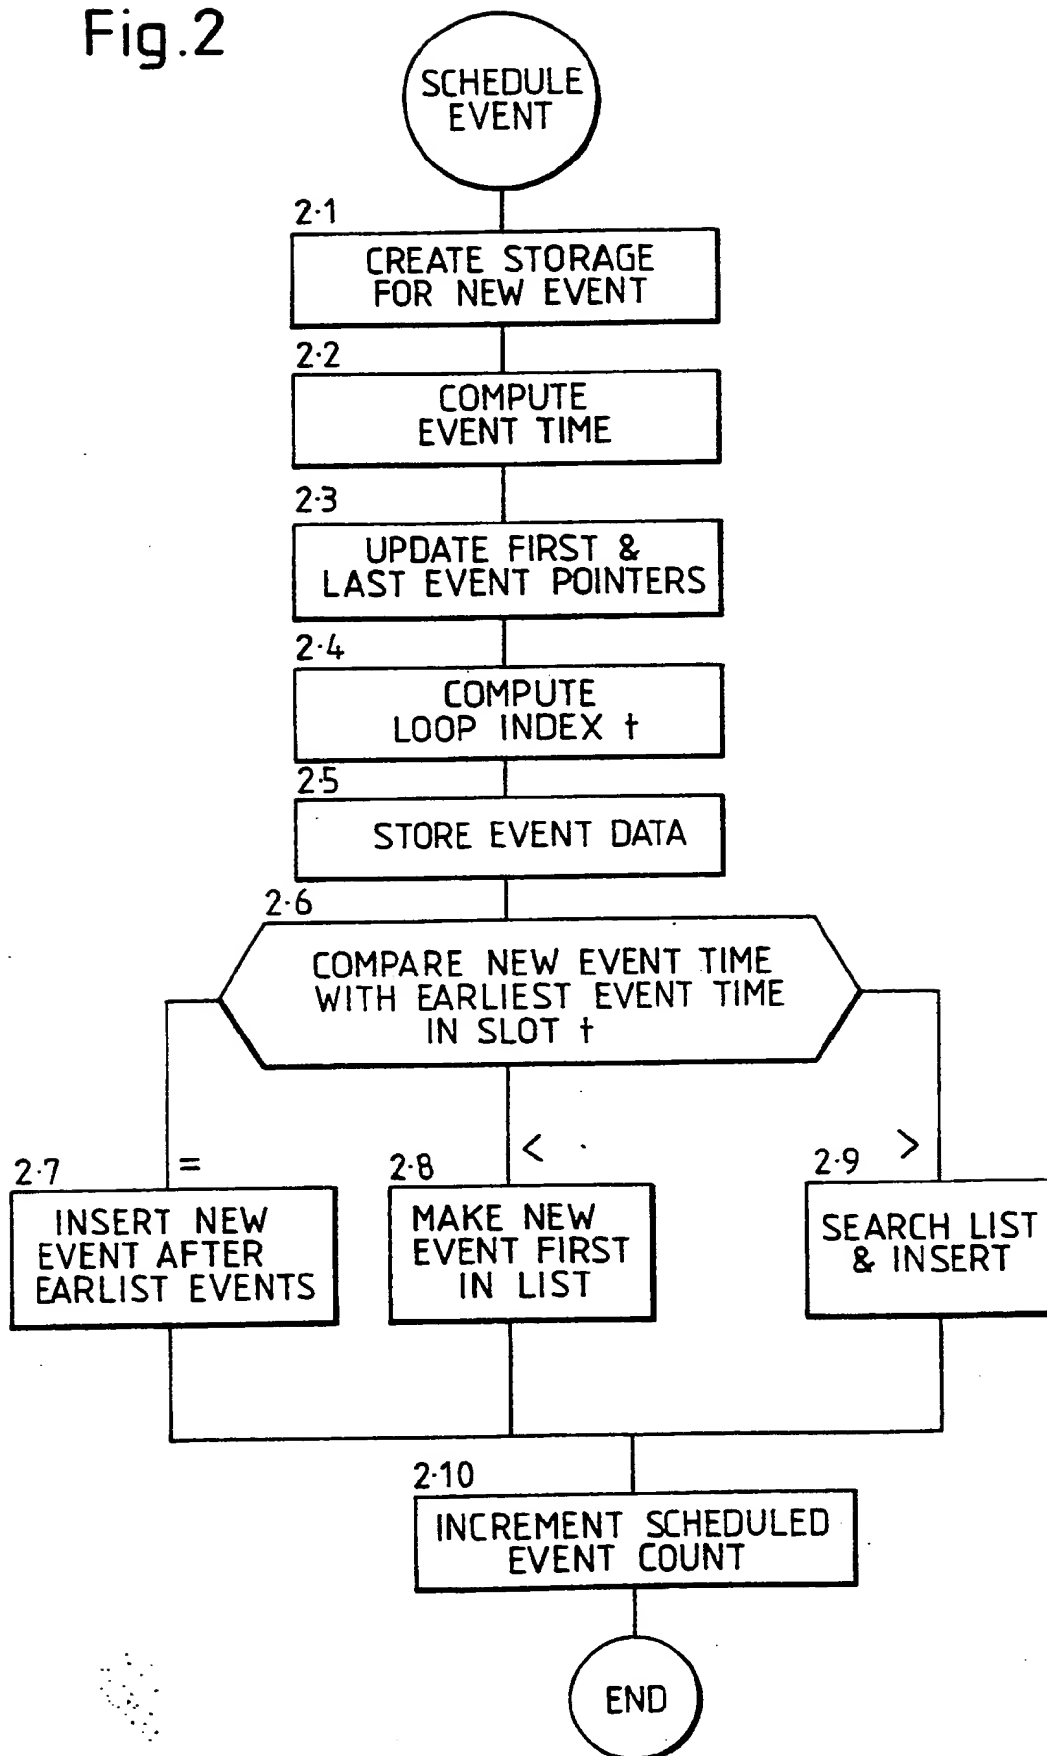 Fig.2
SCHEDULE
EVENT
2·1
CREATE STORAGE
FOR NEW EVENT
2·2
COMPUTE
EVENT TIME
2·3
UPDATE FIRST &
LAST EVENT POINTERS
2·4
COMPUTE
LOOP INDEX t
2·5
STORE EVENT DATA
2·6
COMPARE NEW EVENT TIME
WITH EARLIEST EVENT TIME
IN SLOT t
=
<
>
2·7
INSERT NEW
EVENT AFTER
EARLIST EVENTS
2·8
MAKE NEW
EVENT FIRST
IN LIST
2·9
SEARCH LIST
& INSERT
2·10
INCREMENT SCHEDULED
EVENT COUNT
END